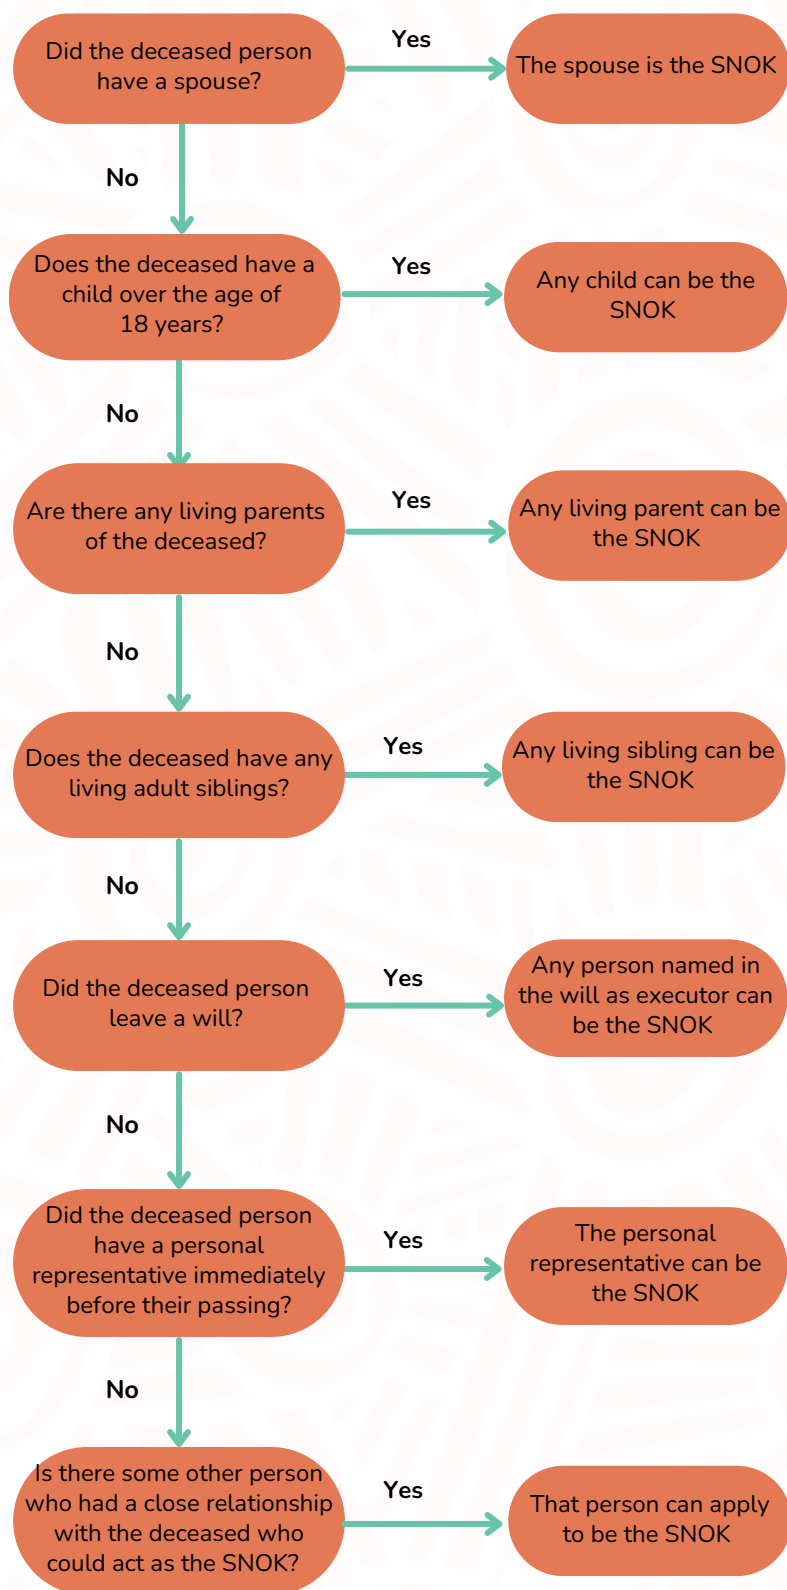 Did the deceased person
have a spouse?
Yes
The spouse is the SNOK
No
Does the deceased have a
child over the age of
18 years?
Yes
Any child can be the
SNOK
No
Are there any living parents
of the deceased?
Yes
Any living parent can be
the SNOK
No
Does the deceased have any
living adult siblings?
Yes
Any living sibling can be
the SNOK
No
Did the deceased person
leave a will?
Yes
Any person named in
the will as executor can
be the SNOK
No
Did the deceased person
have a personal
representative immediately
before their passing?
Yes
The personal
representative can be
the SNOK
No
Is there some other person
who had a close relationship
with the deceased who
could act as the SNOK?
Yes
That person can apply
to be the SNOK